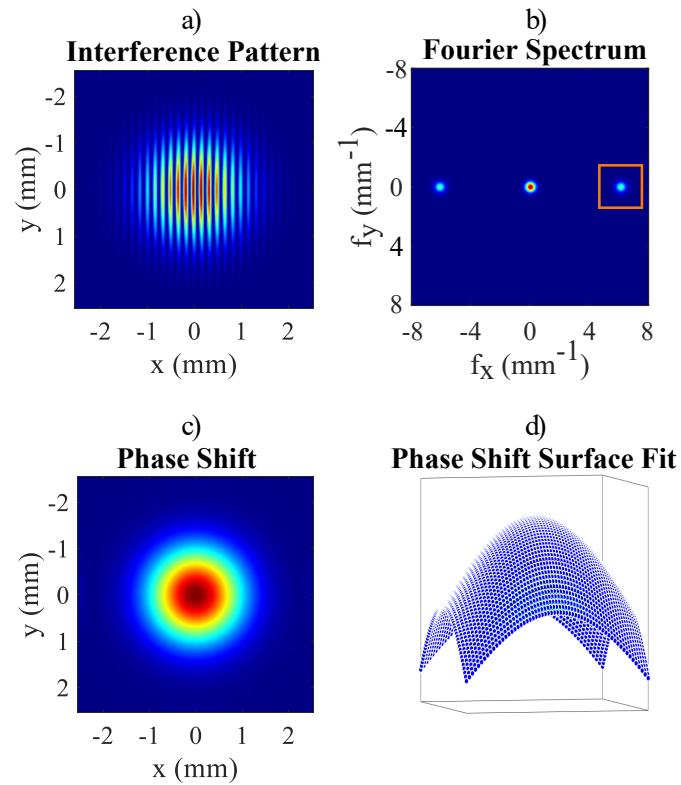 a)
Interference Pattern
-2
-1
0
1
2
y (mm)
-2 -1 0 1 2
x (mm)
b)
Fourier Spectrum
-8
-4
0
4
8
f_y (mm^-1)
-8 -4 0 4 8
f_x (mm^-1)
c)
Phase Shift
-2
-1
0
1
2
y (mm)
-2 -1 0 1 2
x (mm)
d)
Phase Shift Surface Fit